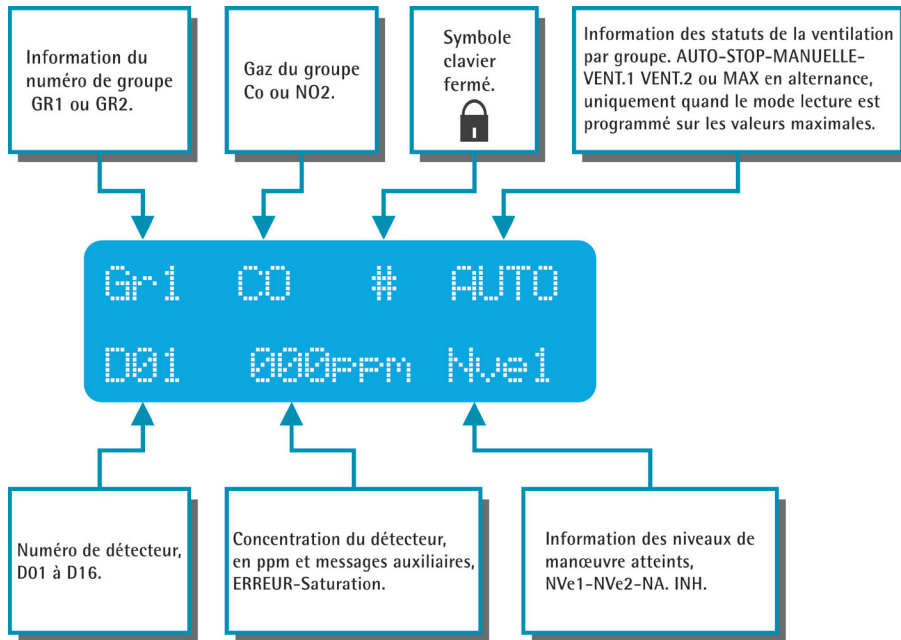 Information du
numéro de groupe
GR1 ou GR2.
Gaz du groupe
Co ou NO2.
Symbole
clavier
fermé.
Information des statuts de la ventilation
par groupe. AUTO-STOP-MANUELLE-
VENT.1 VENT.2 ou MAX en alternance,
uniquement quand le mode lecture est
programmé sur les valeurs maximales.
Gr1 CO # AUTO
D01 000ppm Nve1
Numéro de détecteur,
D01 à D16.
Concentration du détecteur,
en ppm et messages auxiliaires,
ERREUR-Saturation.
Information des niveaux de
manœuvre atteints,
NVe1-NVe2-NA. INH.